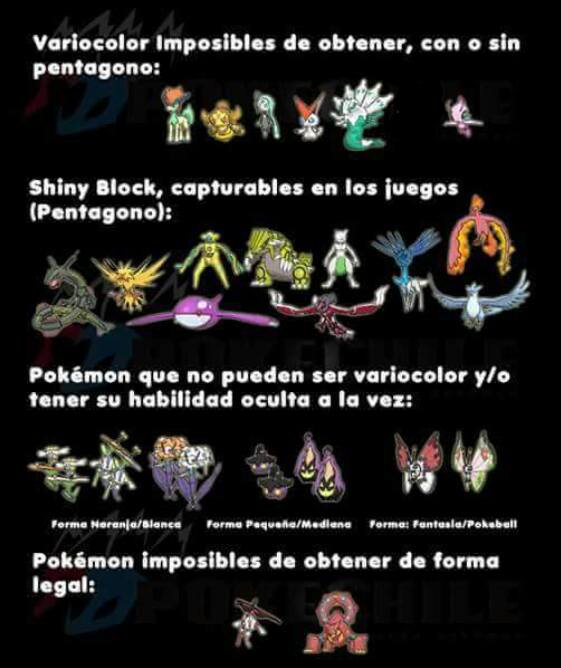 Variocolor Imposibles de obtener, con o sin
pentagono:
Shiny Block, capturables en los juegos
(Pentagono):
Pokémon que no pueden ser variocolor y/o
tener su habilidad oculta a la vez:
Forma Naranja/Blanca Forma Pequeña/Mediana Forma: Fantasia/Pokeball
Pokémon imposibles de obtener de forma
legal:
POKECHILE